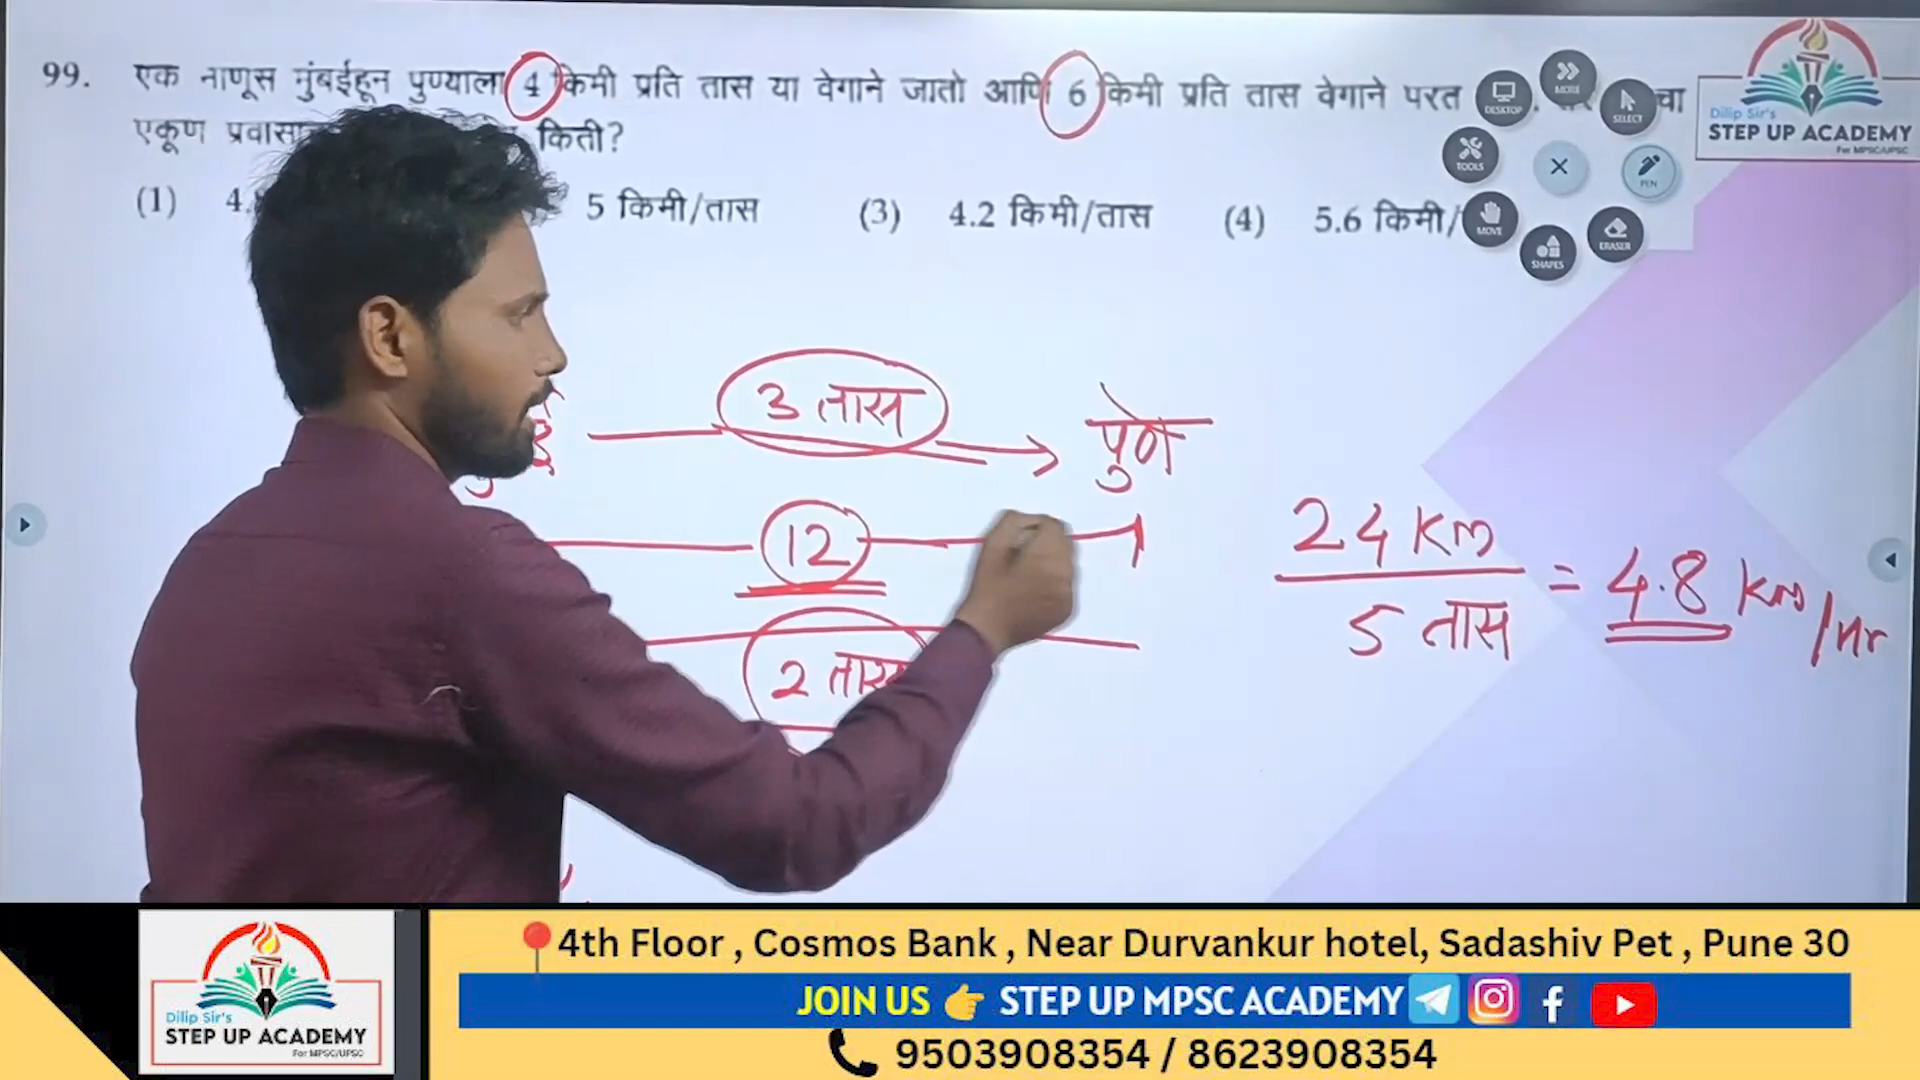 99. एक नाणूस मुंबईहून पुण्याला 4 किमी प्रति तास या वेगाने जातो आणि 6 किमी प्रति तास वेगाने परत
एकूण किती?
(1) 5 किमी/तास (3) 4.2 किमी/तास (4) 5.6 किमी/
DESKTOP
MORE
SELECT
TOOLS
PEN
MOVE
ERASER
SHAPES
Dilip Sir's
STEP UP ACADEMY
For MPSC/UPSC
3 तास
पुणे
12
2 तास
24 Km
5 तास
= 4.8 Km/Hr
Dilip Sir's
STEP UP ACADEMY
For MPSC/UPSC
4th Floor , Cosmos Bank , Near Durvankur hotel, Sadashiv Pet , Pune 30
JOIN US 👉 STEP UP MPSC ACADEMY
9503908354 / 8623908354